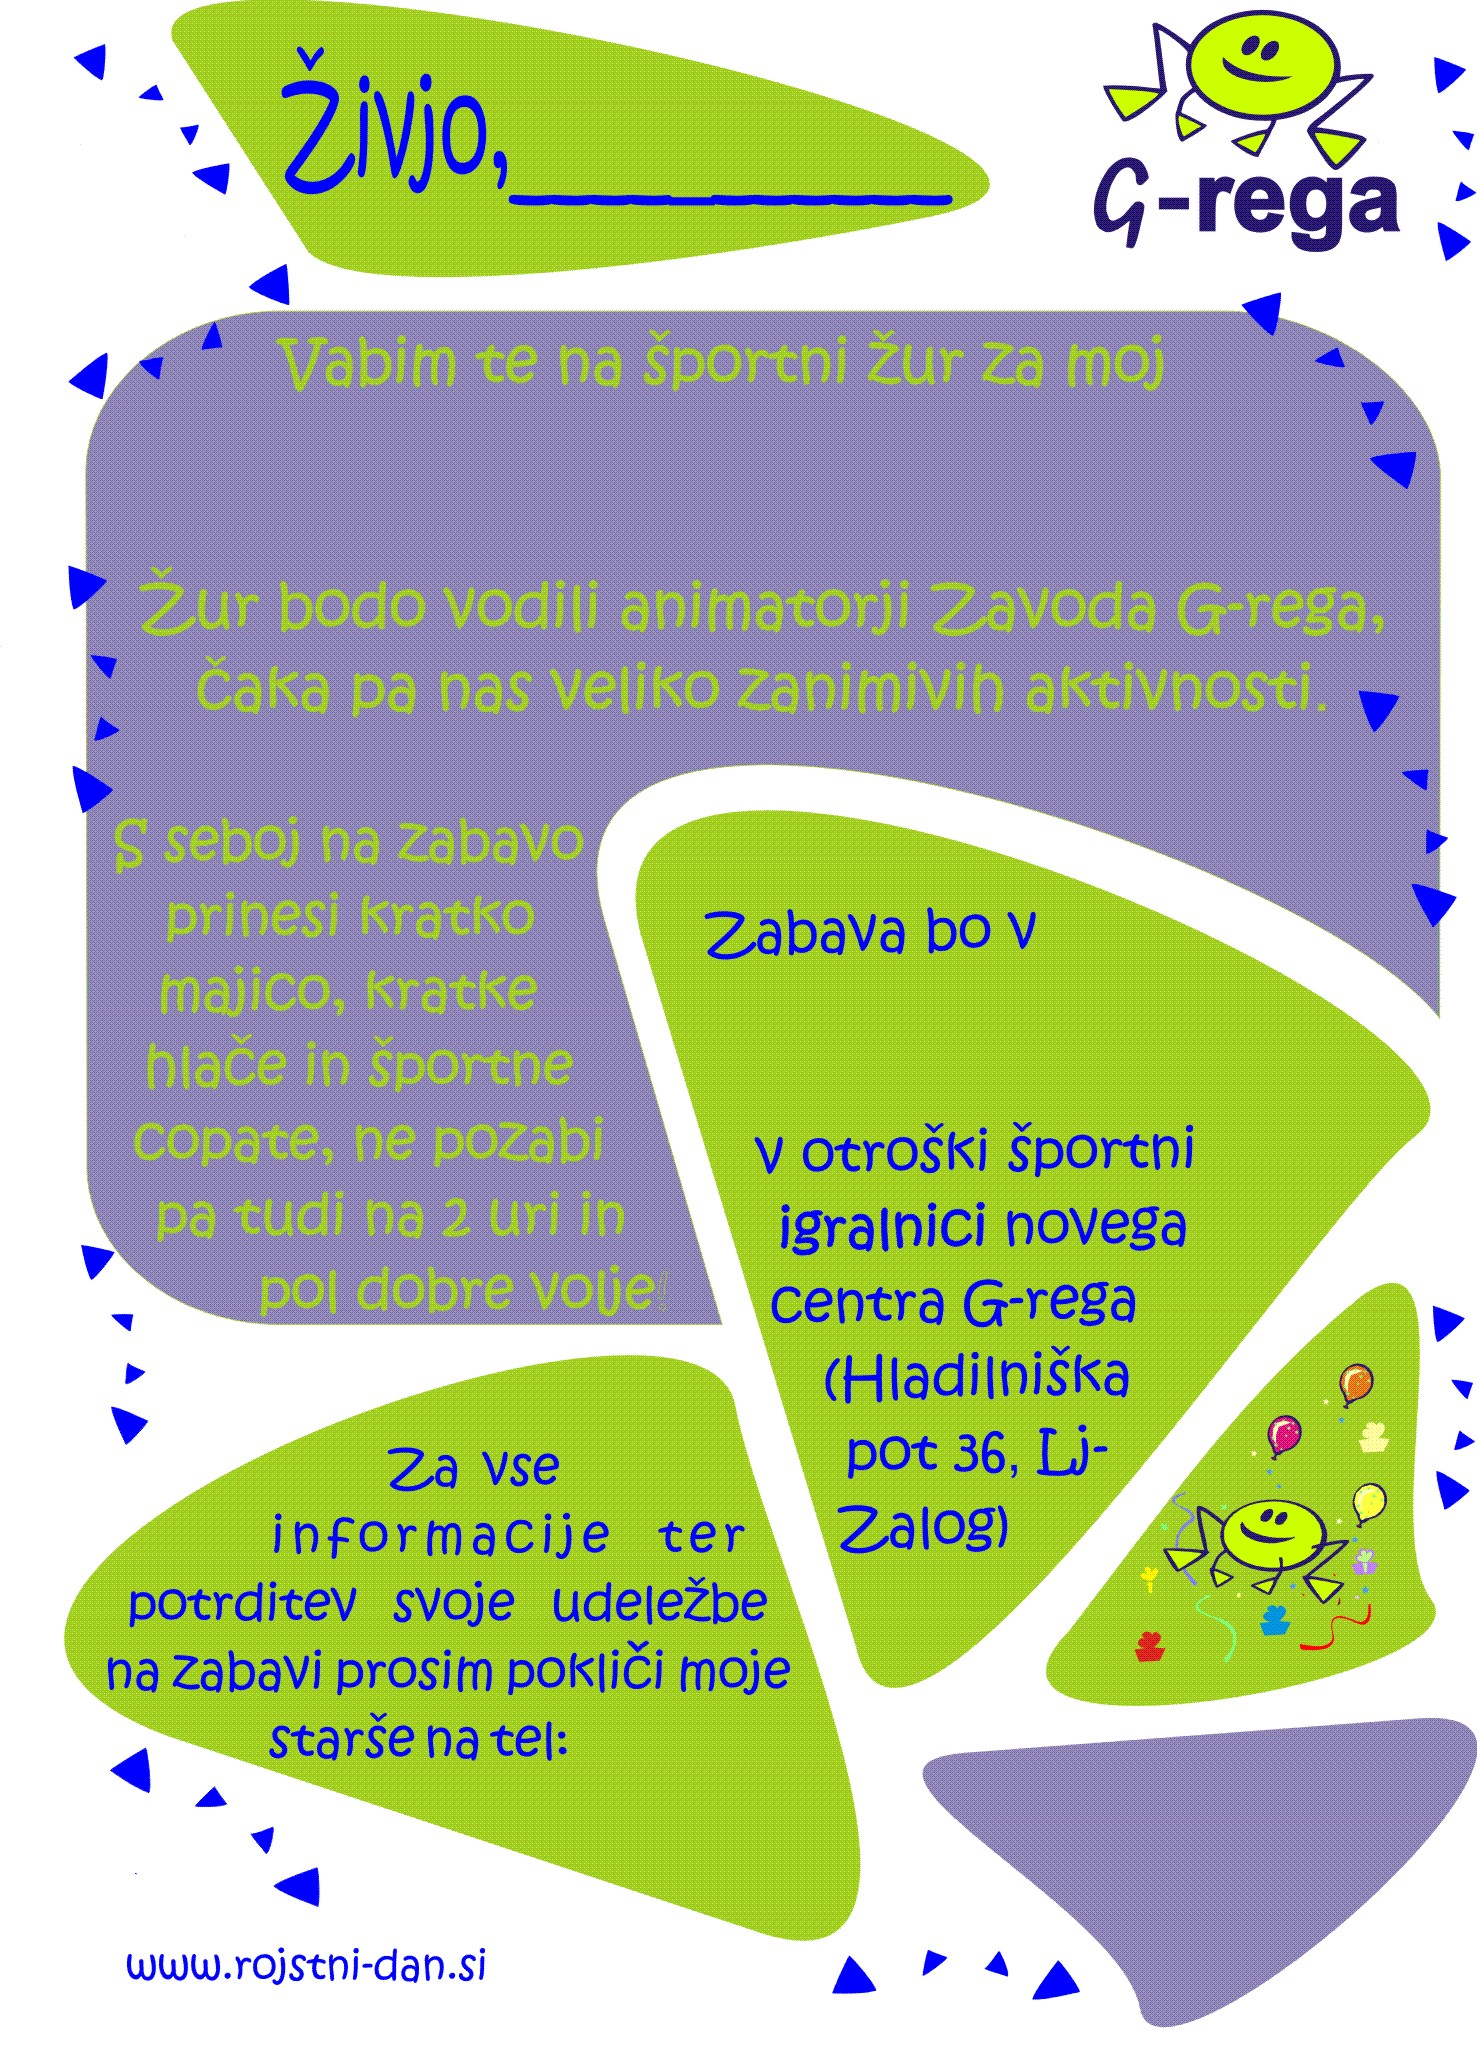 Živjo,____________
G-rega
Vabim te na športni žur za moj
Žur bodo vodili animatorji Zavoda G-rega,
čaka pa nas veliko zanimivih aktivnosti.
S seboj na zabavo
prinesi kratko
majico, kratke
hlače in športne
copate, ne pozabi
pa tudi na 2 uri in
pol dobre volje!
Zabava bo v
v otroški športni
igralnici novega
centra G-rega
(Hladilniška
pot 36, Lj-
Zalog)
Za vse
informacije ter
potrditev svoje udeležbe
na zabavi prosim pokliči moje
starše na tel:
www.rojstni-dan.si